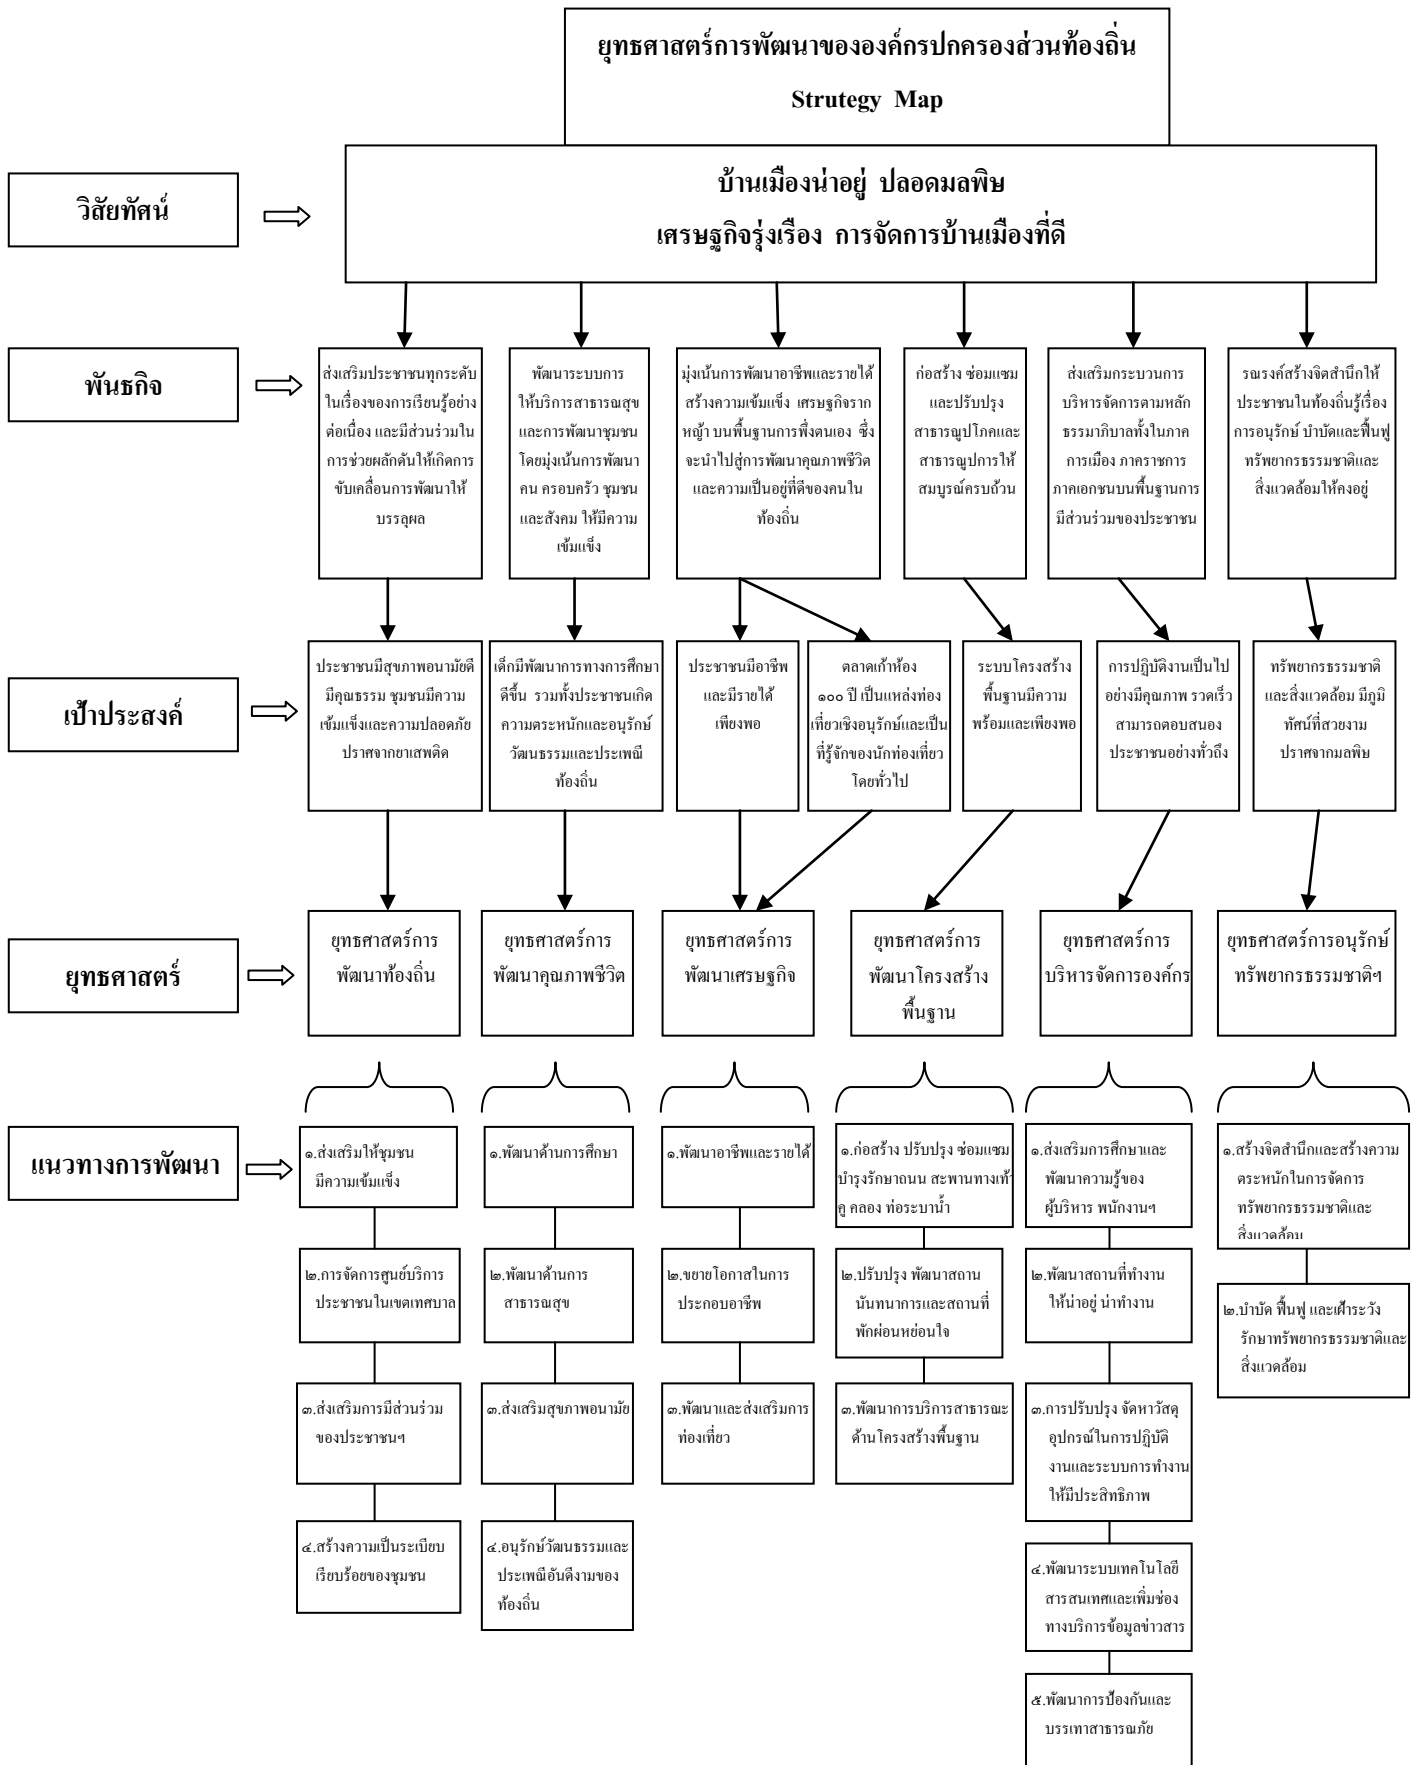 ยุทธศาสตร์การพัฒนาขององค์กรปกครองส่วนท้องถิ่น
Strutegy Map
วิสัยทัศน์
บ้านเมืองน่าอยู่ ปลอดมลพิษ
เศรษฐกิจรุ่งเรือง การจัดการบ้านเมืองที่ดี
พันธกิจ
ส่งเสริมประชาชนทุกระดับ
ในเรื่องของการเรียนรู้อย่าง
ต่อเนื่อง และมีส่วนร่วมใน
การช่วยผลักดันให้เกิดการ
ขับเคลื่อนการพัฒนาให้
บรรลุผล
พัฒนาระบบการ
ให้บริการสาธารณสุข
และการพัฒนาชุมชน
โดยมุ่งเน้นการพัฒนา
คน ครอบครัว ชุมชน
และสังคม ให้มีความ
เข้มแข็ง
มุ่งเน้นการพัฒนาอาชีพและรายได้
สร้างความเข้มแข็ง เศรษฐกิจราก
หญ้า บนพื้นฐานการพึ่งตนเอง ซึ่ง
จะนำไปสู่การพัฒนาคุณภาพชีวิต
และความเป็นอยู่ที่ดีของคนใน
ท้องถิ่น
ก่อสร้าง ซ่อมแซม
และปรับปรุง
สาธารณูปโภคและ
สาธารณูปการให้
สมบูรณ์ครบถ้วน
ส่งเสริมกระบวนการ
บริหารจัดการตามหลัก
ธรรมาภิบาลทั้งในภาค
การเมือง ภาคราชการ
ภาคเอกชนบนพื้นฐานการ
มีส่วนร่วมของประชาชน
รณรงค์สร้างจิตสำนึกให้
ประชาชนในท้องถิ่นรู้เรื่อง
การอนุรักษ์ บำบัดและฟื้นฟู
ทรัพยากรธรรมชาติและ
สิ่งแวดล้อมให้คงอยู่
เป้าประสงค์
ประชาชนมีสุขภาพอนามัยดี
มีคุณธรรม ชุมชนมีความ
เข้มแข็งและความปลอดภัย
ปราศจากยาเสพติด
เด็กมีพัฒนาการทางการศึกษา
ดีขึ้น รวมทั้งประชาชนเกิด
ความตระหนักและอนุรักษ์
วัฒนธรรมและประเพณี
ท้องถิ่น
ประชาชนมีอาชีพ
และมีรายได้
เพียงพอ
ตลาดเก้าห้อง
๑๐๐ ปี เป็นแหล่งท่อง
เที่ยวเชิงอนุรักษ์และเป็น
ที่รู้จักของนักท่องเที่ยว
โดยทั่วไป
ระบบโครงสร้าง
พื้นฐานมีความ
พร้อมและเพียงพอ
การปฏิบัติงานเป็นไป
อย่างมีคุณภาพ รวดเร็ว
สามารถตอบสนอง
ประชาชนอย่างทั่วถึง
ทรัพยากรธรรมชาติ
และสิ่งแวดล้อม มีภูมิ
ทัศน์ที่สวยงาม
ปราศจากมลพิษ
ยุทธศาสตร์
ยุทธศาสตร์การ
พัฒนาท้องถิ่น
ยุทธศาสตร์การ
พัฒนาคุณภาพชีวิต
ยุทธศาสตร์การ
พัฒนาเศรษฐกิจ
ยุทธศาสตร์การ
พัฒนาโครงสร้าง
พื้นฐาน
ยุทธศาสตร์การ
บริหารจัดการองค์กร
ยุทธศาสตร์การอนุรักษ์
ทรัพยากรธรรมชาติฯ
แนวทางการพัฒนา
๑.ส่งเสริมให้ชุมชน
มีความเข้มแข็ง
๒.การจัดการศูนย์บริการ
ประชาชนในเขตเทศบาล
๓.ส่งเสริมการมีส่วนร่วม
ของประชาชนฯ
๔.สร้างความเป็นระเบียบ
เรียบร้อยของชุมชน
๑.พัฒนาด้านการศึกษา
๒.พัฒนาด้านการ
สาธารณสุข
๓.ส่งเสริมสุขภาพอนามัย
๔.อนุรักษ์วัฒนธรรมและ
ประเพณีอันดีงามของ
ท้องถิ่น
๑.พัฒนาอาชีพและรายได้
๒.ขยายโอกาสในการ
ประกอบอาชีพ
๓.พัฒนาและส่งเสริมการ
ท่องเที่ยว
๑.ก่อสร้าง ปรับปรุง ซ่อมแซม
บำรุงรักษาถนน สะพานทางเท้า
คู คลอง ท่อระบาน้ำ
๒.ปรับปรุง พัฒนาสถาน
นันทนาการและสถานที่
พักผ่อนหย่อนใจ
๓.พัฒนาการบริการสาธารณะ
ด้านโครงสร้างพื้นฐาน
๑.ส่งเสริมการศึกษาและ
พัฒนาความรู้ของ
ผู้บริหาร พนักงานฯ
๒.พัฒนาสถานที่ทำงาน
ให้น่าอยู่ น่าทำงาน
๓.การปรับปรุง จัดหาวัสดุ
อุปกรณ์ในการปฏิบัติ
งานและระบบการทำงาน
ให้มีประสิทธิภาพ
๔.พัฒนาระบบเทคโนโลยี
สารสนเทศและเพิ่มช่อง
ทางบริการข้อมูลข่าวสาร
๕.พัฒนาการป้องกันและ
บรรเทาสาธารณภัย
๑.สร้างจิตสำนึกและสร้างความ
ตระหนักในการจัดการ
ทรัพยากรธรรมชาติและ
สิ่งแวดล้อม
๒.บำบัด ฟื้นฟู และเฝ้าระวัง
รักษาทรัพยากรธรรมชาติและ
สิ่งแวดล้อม